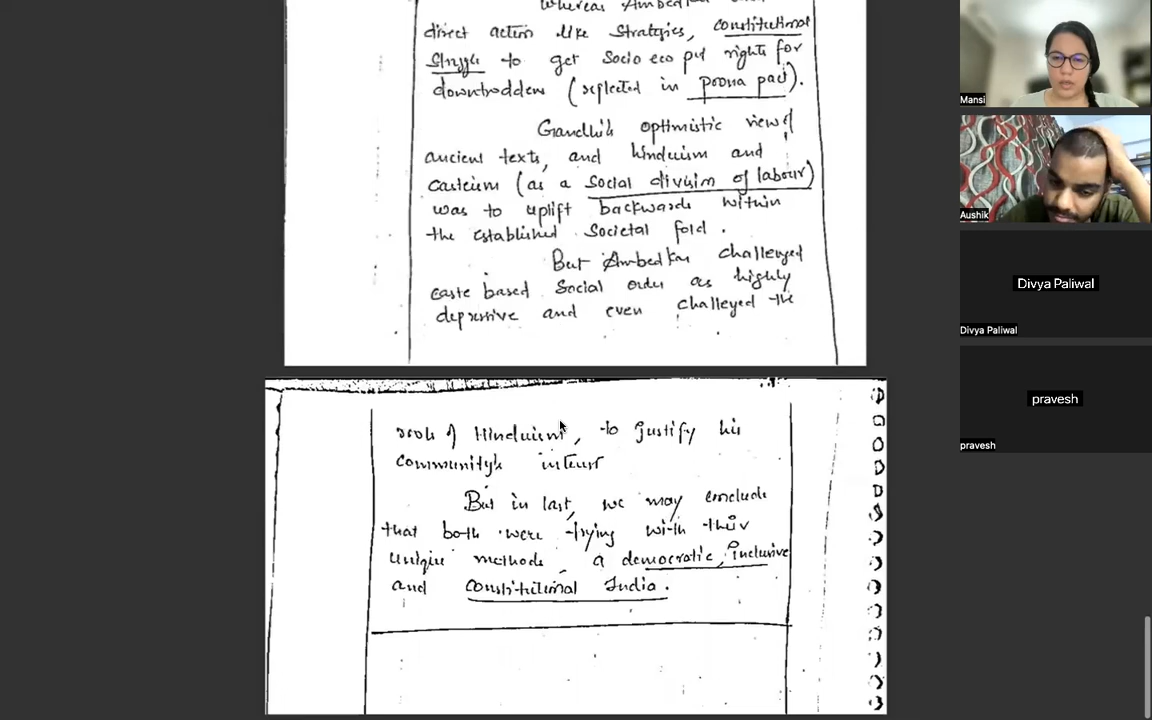 whereas Ambedkar
direct action like Strategies, constitutional
Struggle to get Socio eco pol rights for
downtrodden (reflected in poona pact).
Gandhi's optimistic view of
ancient texts, and hinduism and
casteism (as a social division of labour)
was to uplift backwards within
the established Societal fold.
But Ambedkar challenged
caste based Social order as highly
depressive and even challenged the
of Hinduism, to justify his
community's
But in last, we may conclude
that both were trying with their
unique methods, a democratic, inclusive
and constitutional India.
Mansi
Aushik
Divya Paliwal
Divya Paliwal
pravesh
pravesh